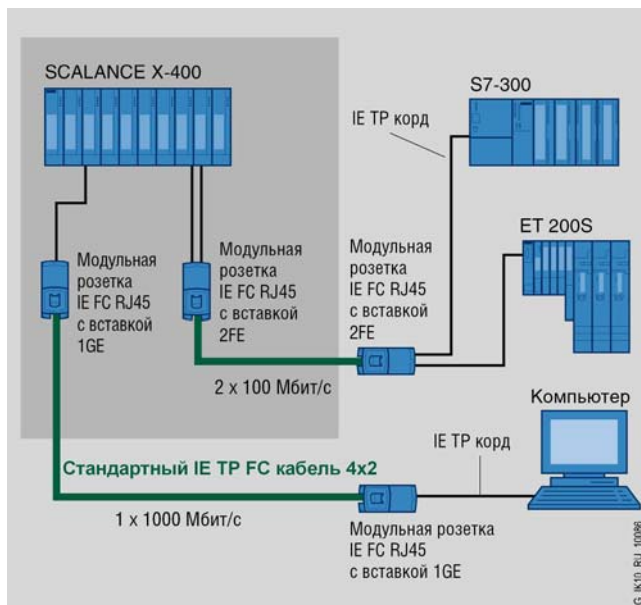 SCALANCE X-400
S7-300
IE TP корд
ET 200S
Модульная
розетка
IE FC RJ45
с вставкой
1GE
Модульная
розетка
IE FC RJ45
с вставкой
2FE
Модульная
розетка
IE FC RJ45
с вставкой
2FE
2 x 100 Мбит/с
Компьютер
IE TP корд
Стандартный IE TP FC кабель 4x2
1 x 1000 Мбит/с
Модульная розетка
IE FC RJ45
с вставкой 1GE
G_IK10_RU_10086